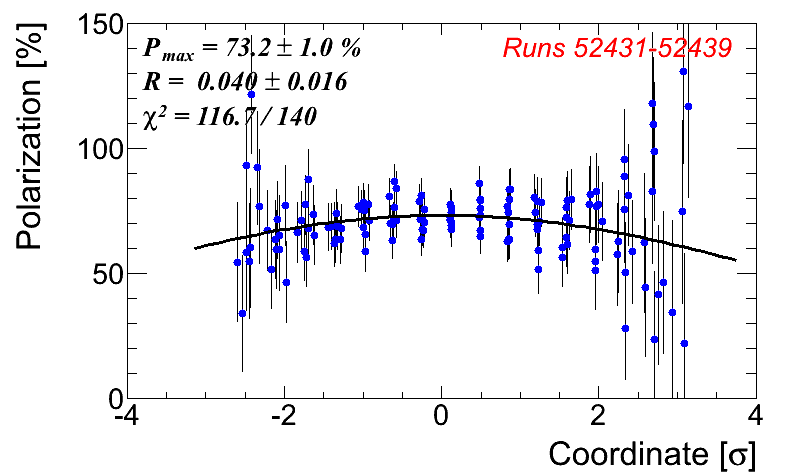 Polarization [%]
150
100
50
0
P_max = 73.2 ± 1.0 %
R = 0.040 ± 0.016
χ² = 116.7 / 140
Runs 52431-52439
-4 -2 0 2 4
Coordinate [σ]